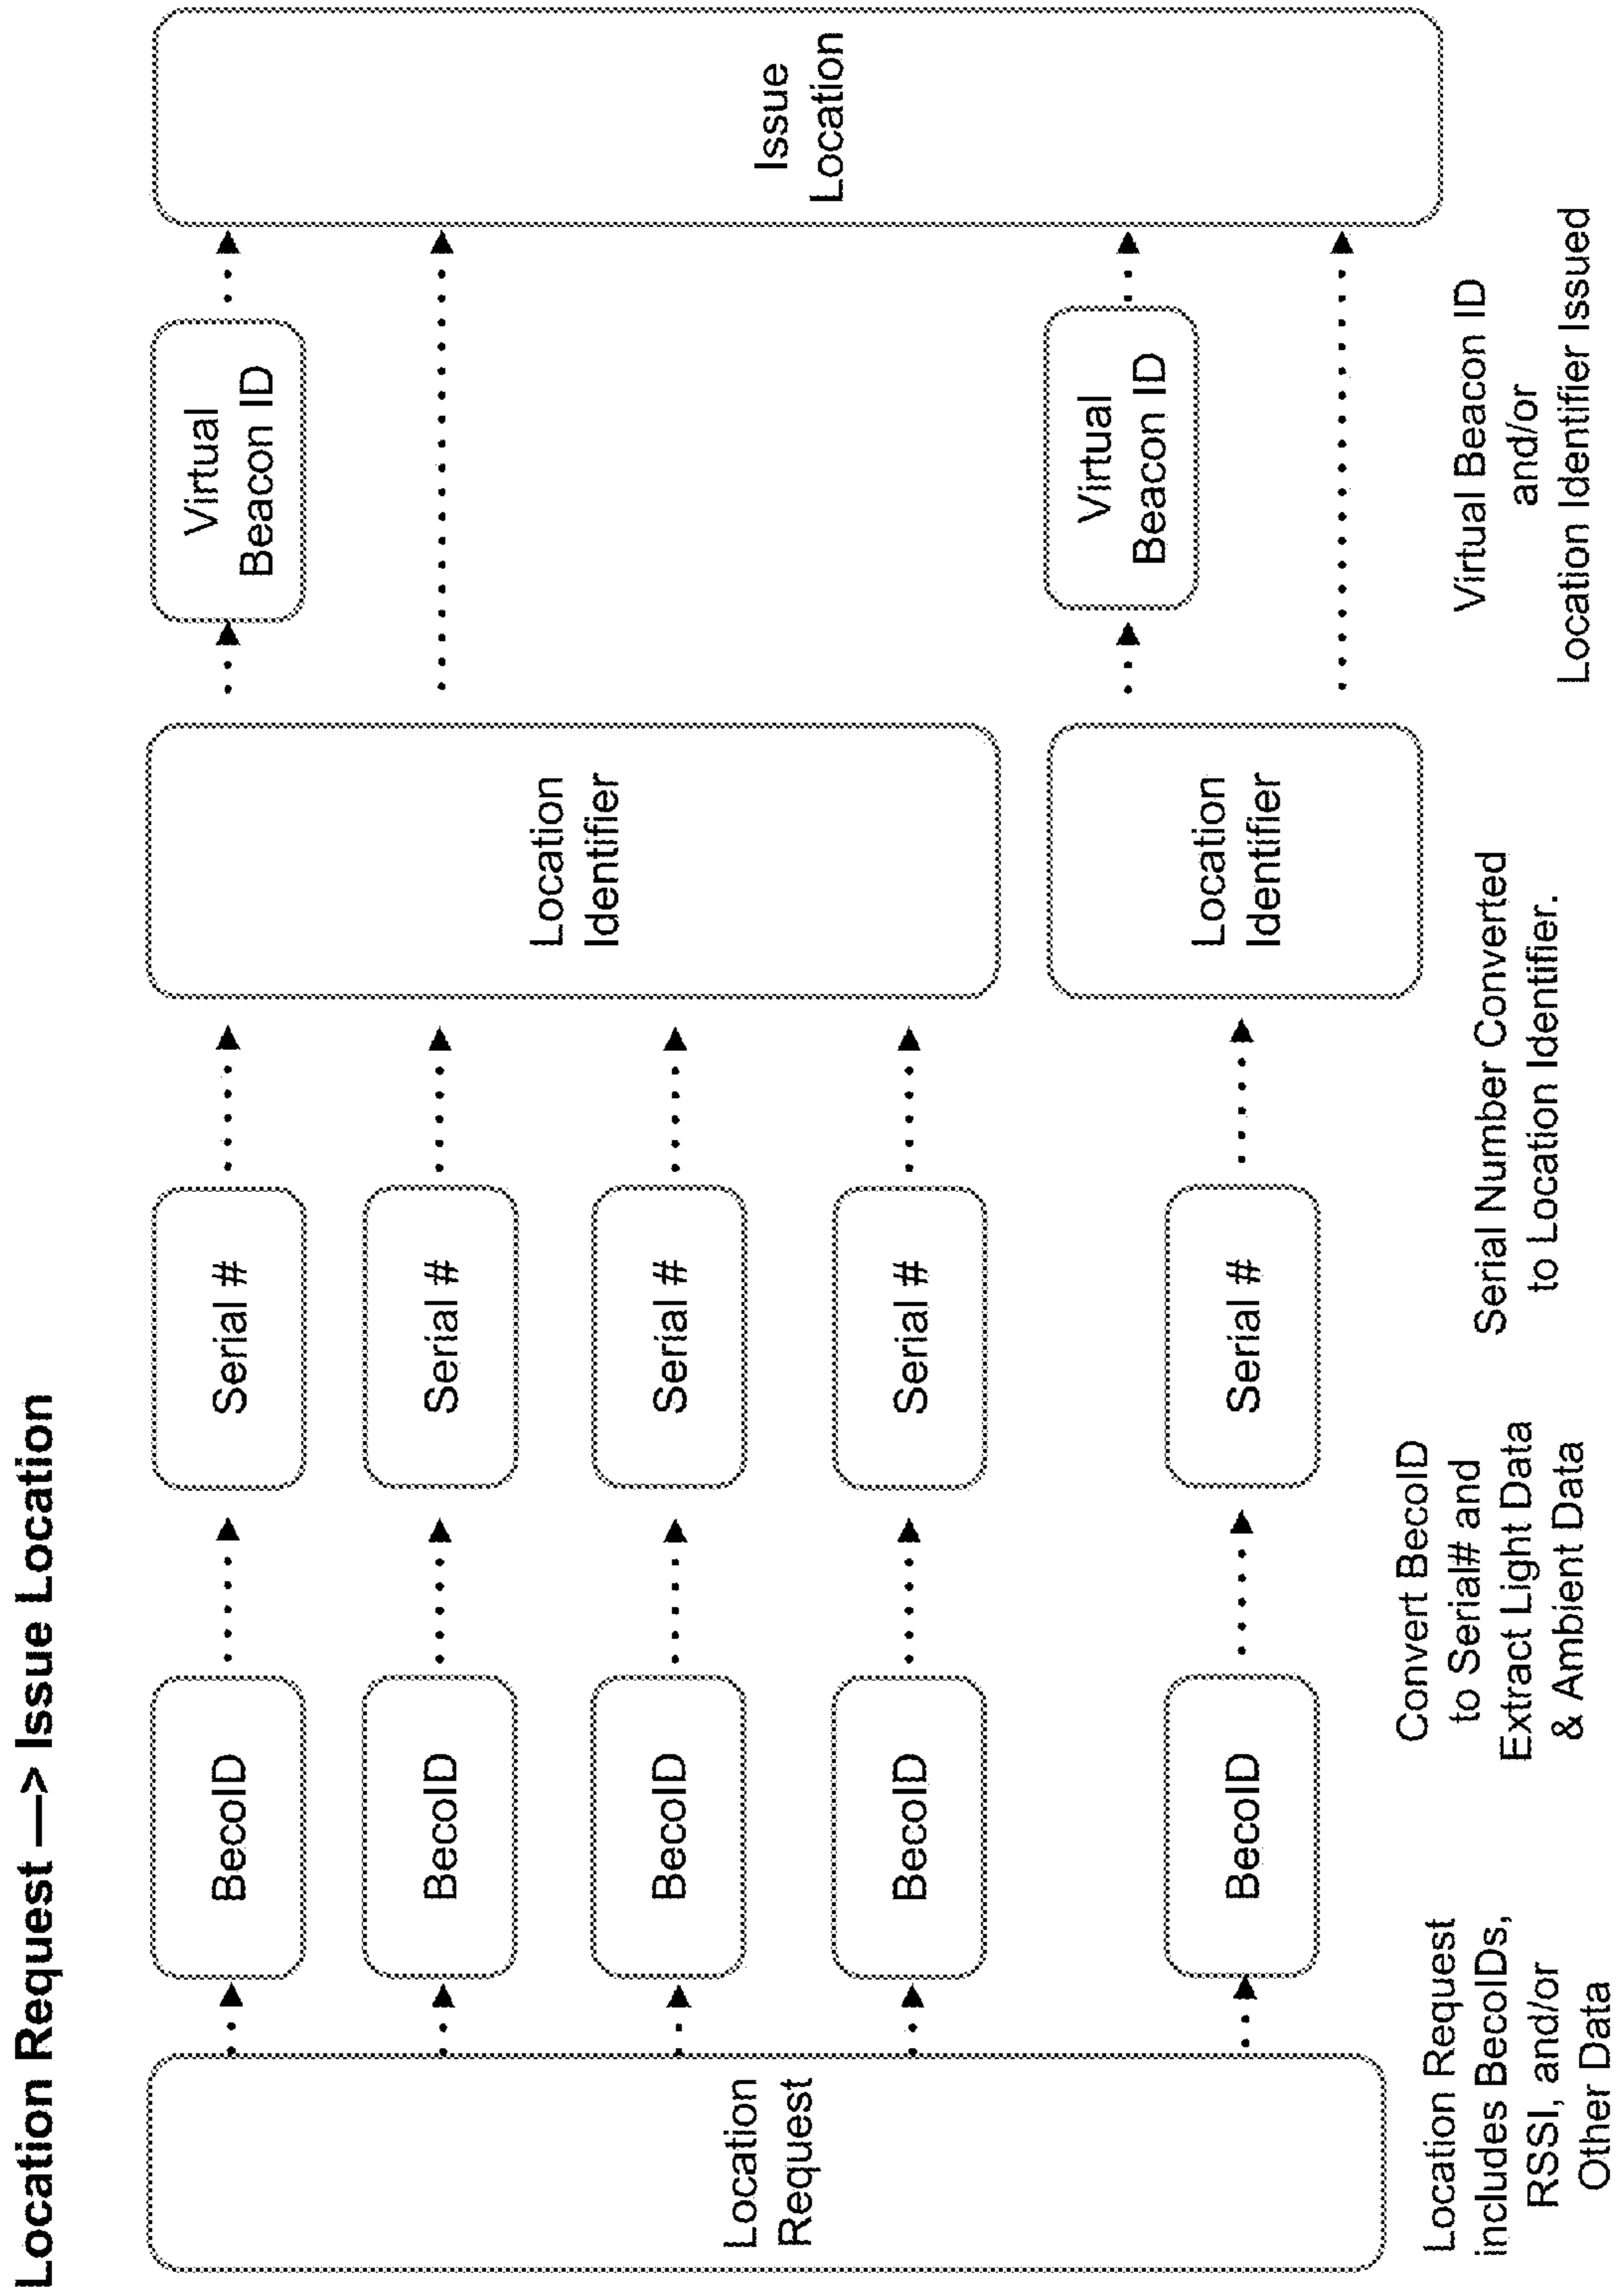 Location Request —> Issue Location
Location
Request
BecoID
BecoID
BecoID
BecoID
BecoID
Serial #
Serial #
Serial #
Serial #
Serial #
Location
Identifier
Location
Identifier
Virtual
Beacon ID
Virtual
Beacon ID
Issue
Location
Location Request
includes BecoIDs,
RSSI, and/or
Other Data
Convert BecoID
to Serial# and
Extract Light Data
& Ambient Data
Serial Number Converted
to Location Identifier.
Virtual Beacon ID
and/or
Location Identifier Issued